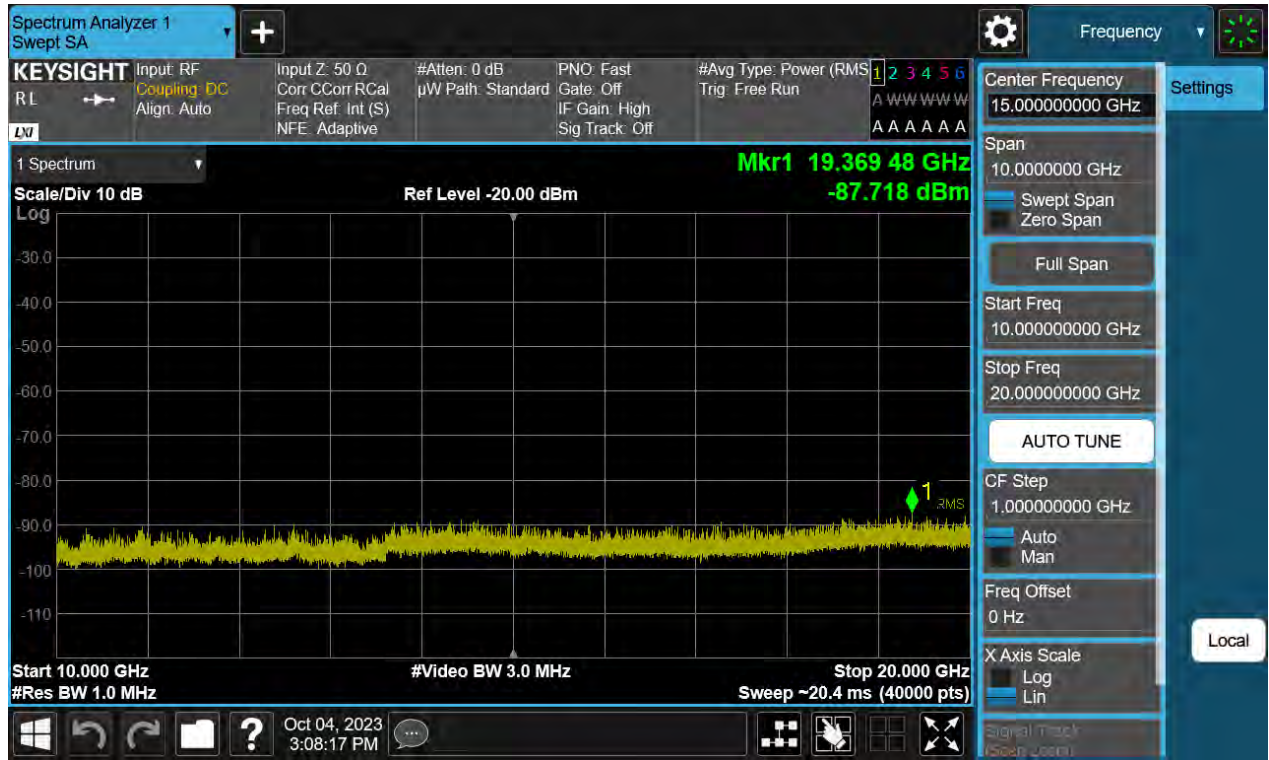 Spectrum Analyzer 1
Swept SA
Frequency
KEYSIGHT
RL
LXI
Input: RF
Coupling: DC
Align: Auto
Input Z: 50 Ω
Corr CCorr RCal
Freq Ref: Int (S)
NFE: Adaptive
#Atten: 0 dB
µW Path: Standard
PNO: Fast
Gate: Off
IF Gain: High
Sig Track: Off
#Avg Type: Power (RMS
Trig: Free Run
1 2 3 4 5 6
A W W W W W
A A A A A A
1 Spectrum
Scale/Div 10 dB
Ref Level -20.00 dBm
Mkr1 19.369 48 GHz
-87.718 dBm
Log
-30.0
-40.0
-50.0
-60.0
-70.0
-80.0
-90.0
-100
-110
1
RMS
Start 10.000 GHz
#Video BW 3.0 MHz
Stop 20.000 GHz
#Res BW 1.0 MHz
Sweep ~20.4 ms (40000 pts)
Oct 04, 2023
3:08:17 PM
Center Frequency
15.000000000 GHz
Span
10.0000000 GHz
Swept Span
Zero Span
Full Span
Start Freq
10.000000000 GHz
Stop Freq
20.000000000 GHz
AUTO TUNE
CF Step
1.000000000 GHz
Auto
Man
Freq Offset
0 Hz
X Axis Scale
Log
Lin
Signal Track
(Span Zoom)
Settings
Local